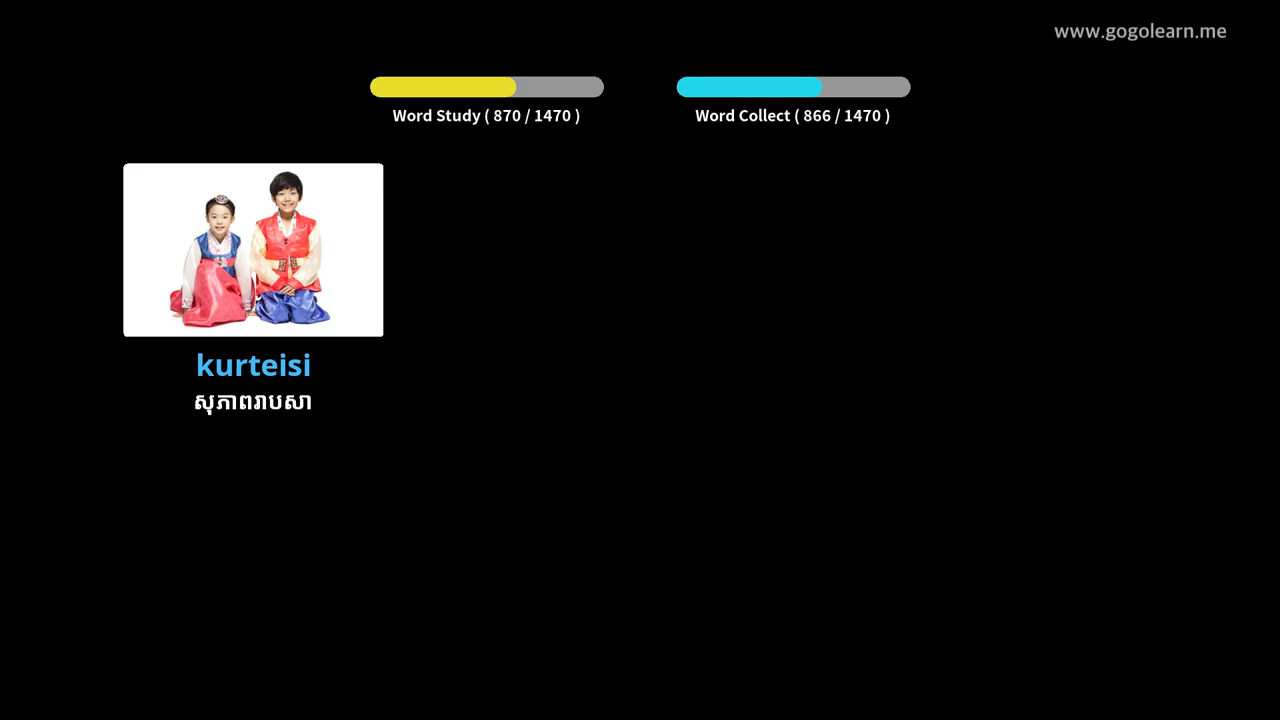 www.gogolearn.me
Word Study ( 870 / 1470 )
Word Collect ( 866 / 1470 )
kurteisi
សុភាពរាបសា